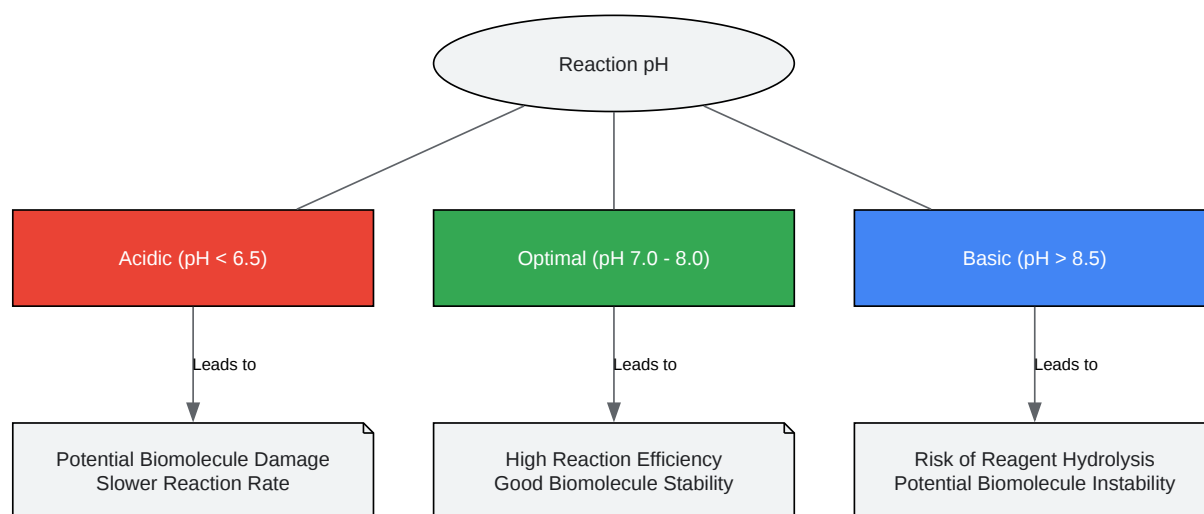 Reaction pH
Acidic (pH < 6.5)
Optimal (pH 7.0 - 8.0)
Basic (pH > 8.5)
Leads to
Leads to
Leads to
Potential Biomolecule Damage
Slower Reaction Rate
High Reaction Efficiency
Good Biomolecule Stability
Risk of Reagent Hydrolysis
Potential Biomolecule Instability